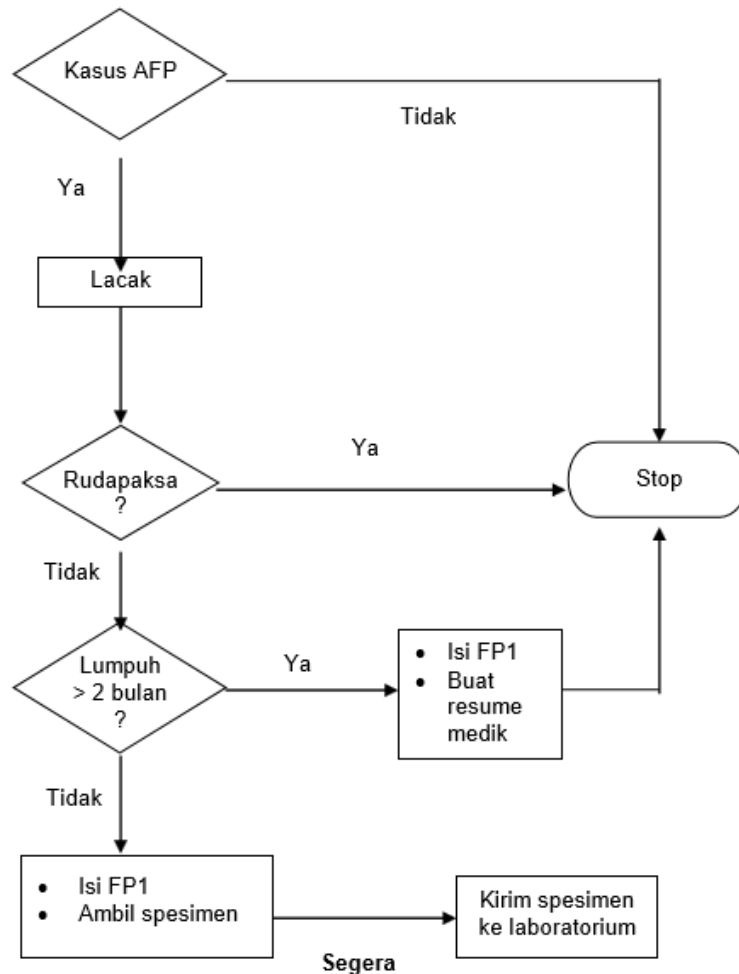 Kasus AFP
Tidak
Ya
Lacak
Ya
Rudapaksa
?
Stop
Tidak
Lumpuh
> 2 bulan
?
Ya
• Isi FP1
• Buat
resume
medik
Tidak
• Isi FP1
• Ambil spesimen
Kirim spesimen
ke laboratorium
Segera